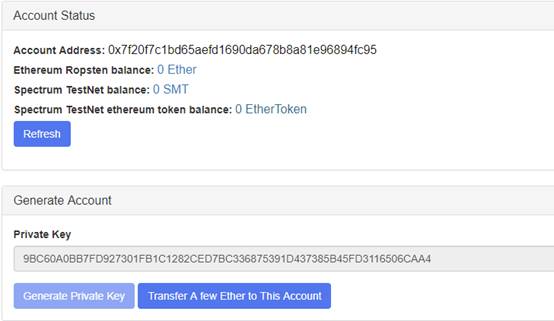 Account Status
Account Address: 0x7f20f7c1bd65aefd1690da678b8a81e96894fc95
Ethereum Ropsten balance: 0 Ether
Spectrum TestNet balance: 0 SMT
Spectrum TestNet ethereum token balance: 0 EtherToken
Refresh
Generate Account
Private Key
9BC60A0BB7FD927301FB1C1282CED7BC336875391D437385B45FD3116506CAA4
Generate Private Key Transfer A few Ether to This Account